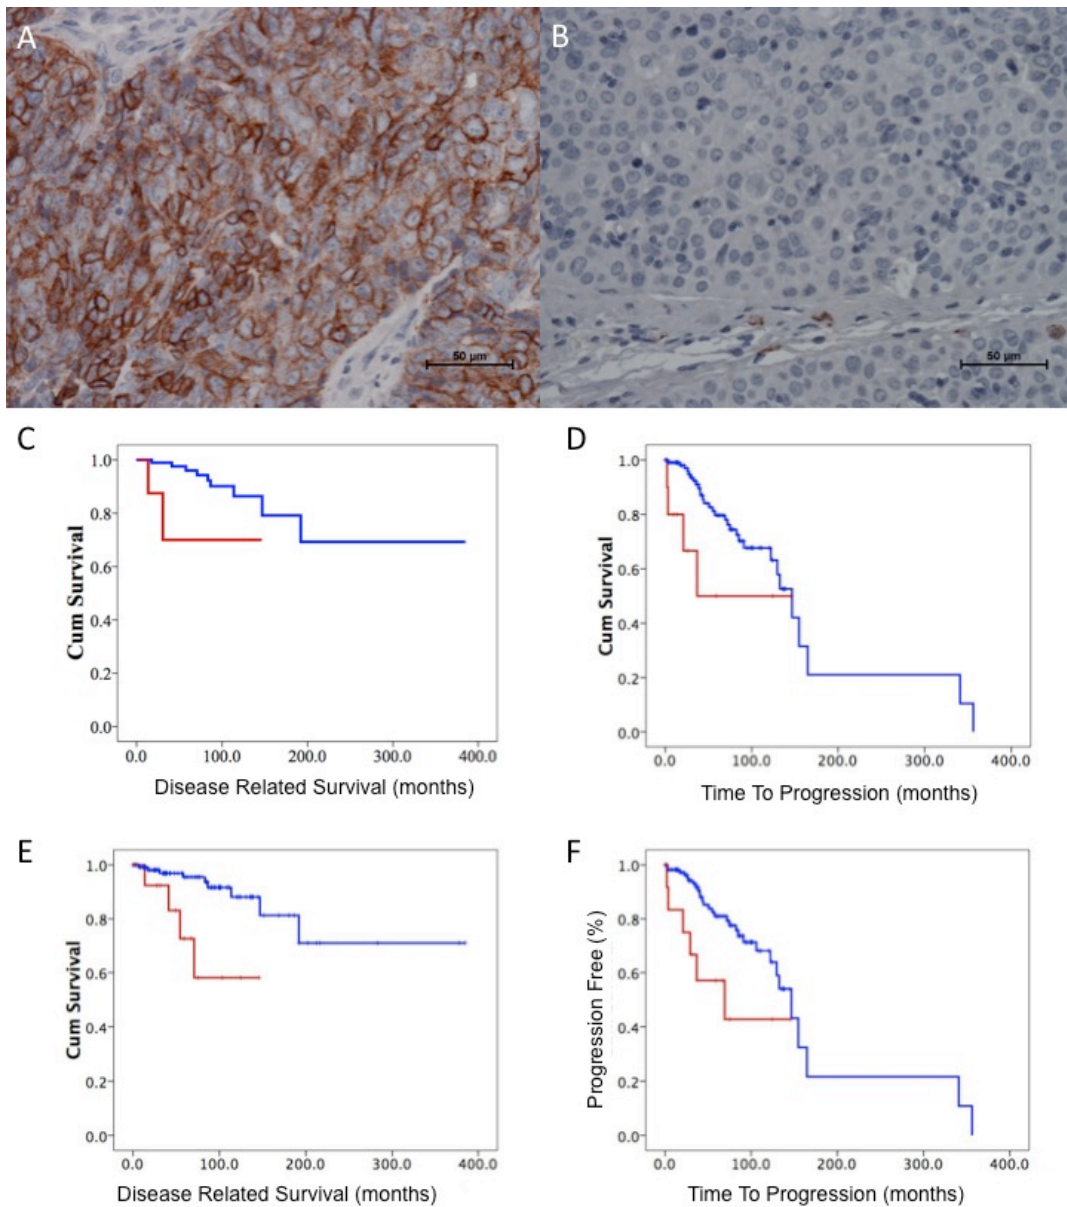 A
B
50 µm
50 µm
C
D
1.0
0.8
0.6
0.4
0.2
0.0
Cum Survival
0.0 100.0 200.0 300.0 400.0
Disease Related Survival (months)
1.0
0.8
0.6
0.4
0.2
0.0
Cum Survival
0.0 100.0 200.0 300.0 400.0
Time To Progression (months)
E
F
1.0
0.8
0.6
0.4
0.2
0.0
Cum Survival
0.0 100.0 200.0 300.0 400.0
Disease Related Survival (months)
1.0
0.8
0.6
0.4
0.2
0.0
Progression Free (%)
0.0 100.0 200.0 300.0 400.0
Time To Progression (months)